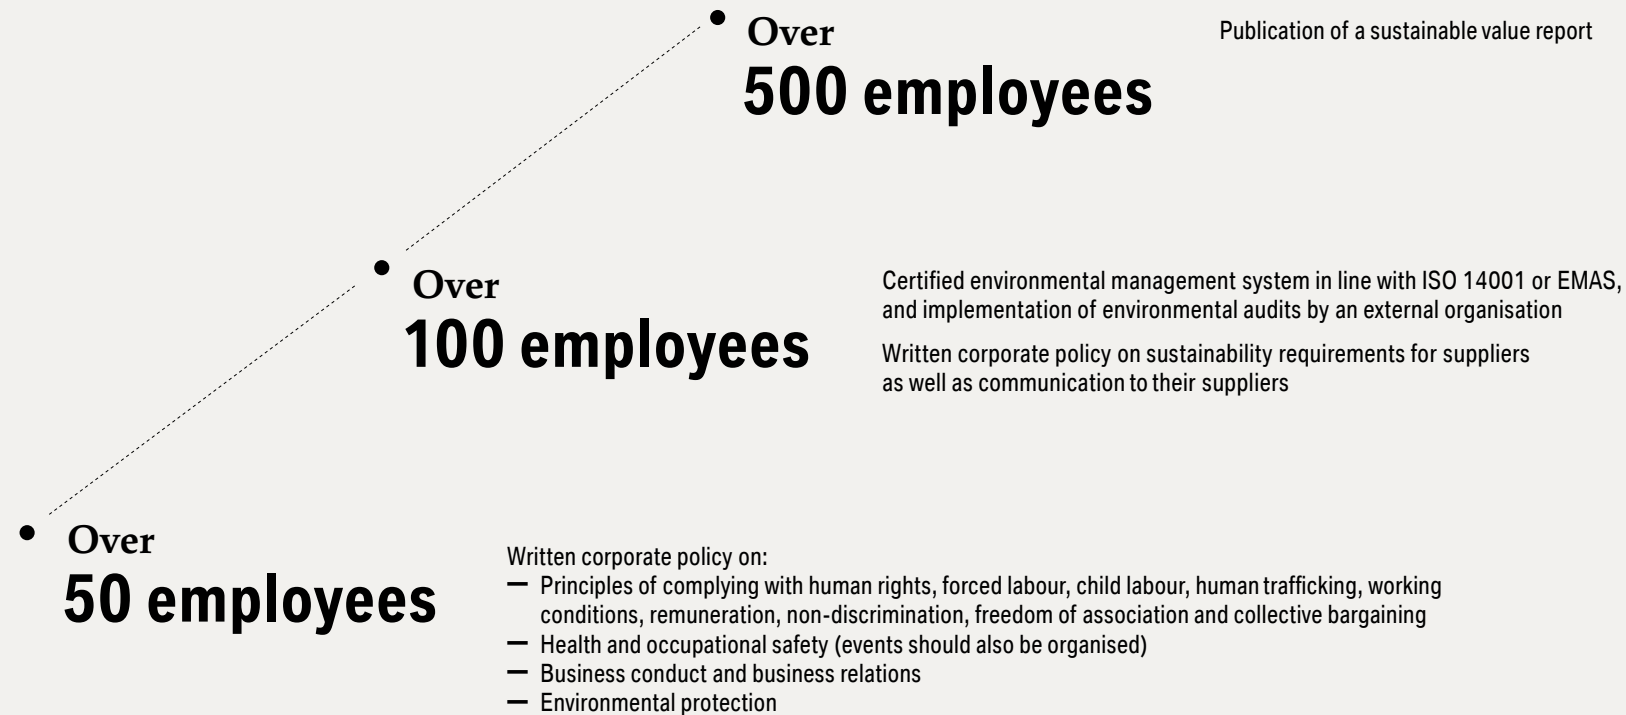 Over
500 employees
Publication of a sustainable value report
Over
100 employees
Certified environmental management system in line with ISO 14001 or EMAS,
and implementation of environmental audits by an external organisation
Written corporate policy on sustainability requirements for suppliers
as well as communication to their suppliers
Over
50 employees
Written corporate policy on:
— Principles of complying with human rights, forced labour, child labour, human trafficking, working
conditions, remuneration, non-discrimination, freedom of association and collective bargaining
— Health and occupational safety (events should also be organised)
— Business conduct and business relations
— Environmental protection